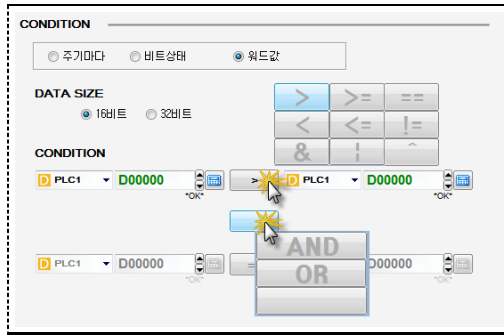 CONDITION
주기마다 비트상태 워드값
DATA SIZE
16비트 32비트
> >= ==
< <= !=
& ¦ ^
CONDITION
D PLC1 D00000 > D PLC1 D00000
*OK* *OK*
AND
OR
D PLC1 D00000 = 00000
*OK* *OK*